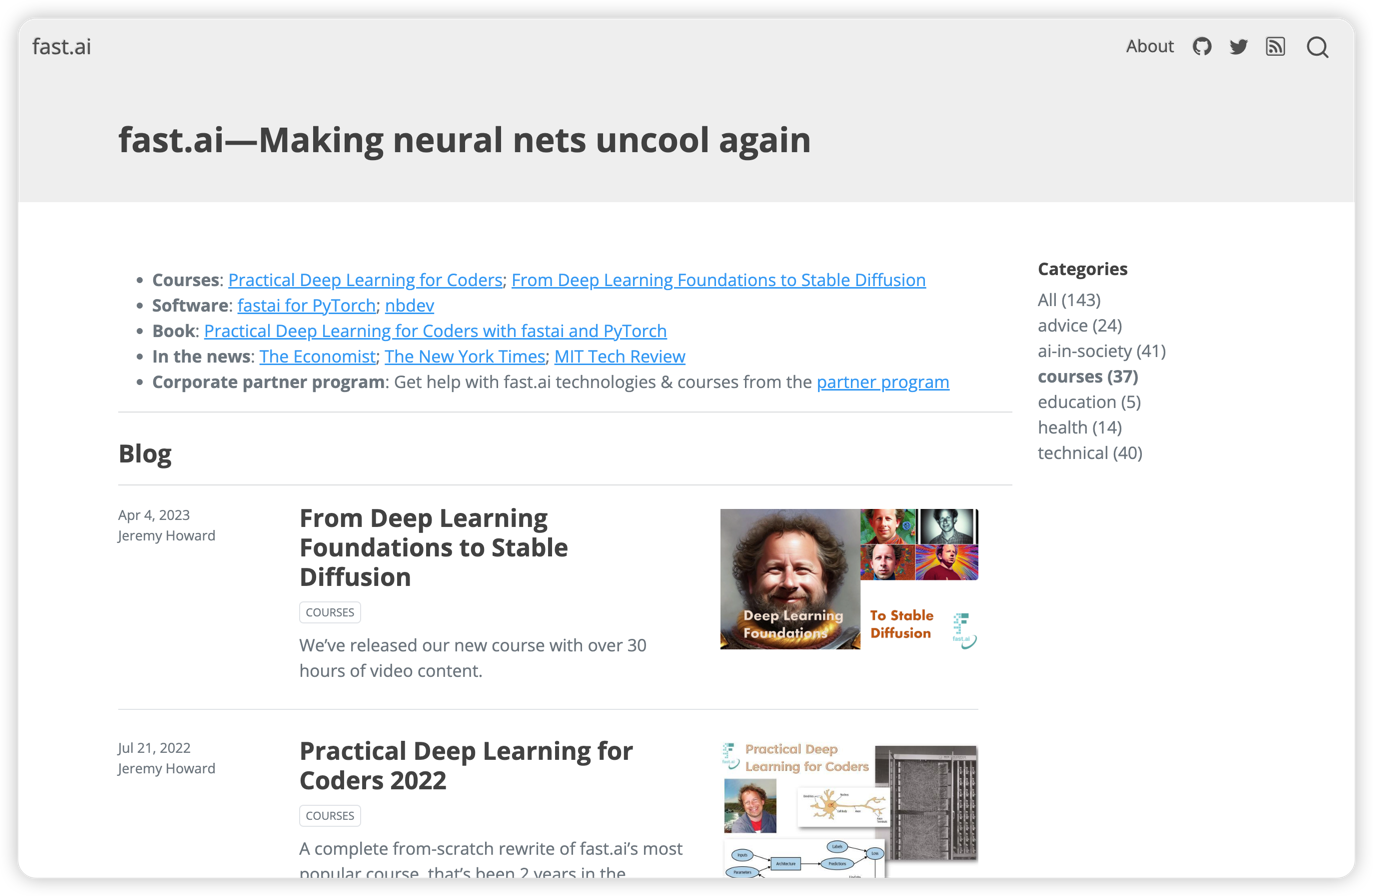 fast.ai
About
fast.ai—Making neural nets uncool again
• Courses: Practical Deep Learning for Coders; From Deep Learning Foundations to Stable Diffusion
• Software: fastai for PyTorch; nbdev
• Book: Practical Deep Learning for Coders with fastai and PyTorch
• In the news: The Economist; The New York Times; MIT Tech Review
• Corporate partner program: Get help with fast.ai technologies & courses from the partner program
Categories
All (143)
advice (24)
ai-in-society (41)
courses (37)
education (5)
health (14)
technical (40)
Blog
Apr 4, 2023
Jeremy Howard
From Deep Learning
Foundations to Stable
Diffusion
COURSES
We’ve released our new course with over 30
hours of video content.
Deep Learning
Foundations
To Stable
Diffusion
fast.ai
Jul 21, 2022
Jeremy Howard
Practical Deep Learning for
Coders 2022
COURSES
A complete from-scratch rewrite of fast.ai’s most
popular course, that’s been 2 years in the
Practical Deep
Learning for Coders
Inputs
Architecture
Parameters
Predictions
Labels
Loss